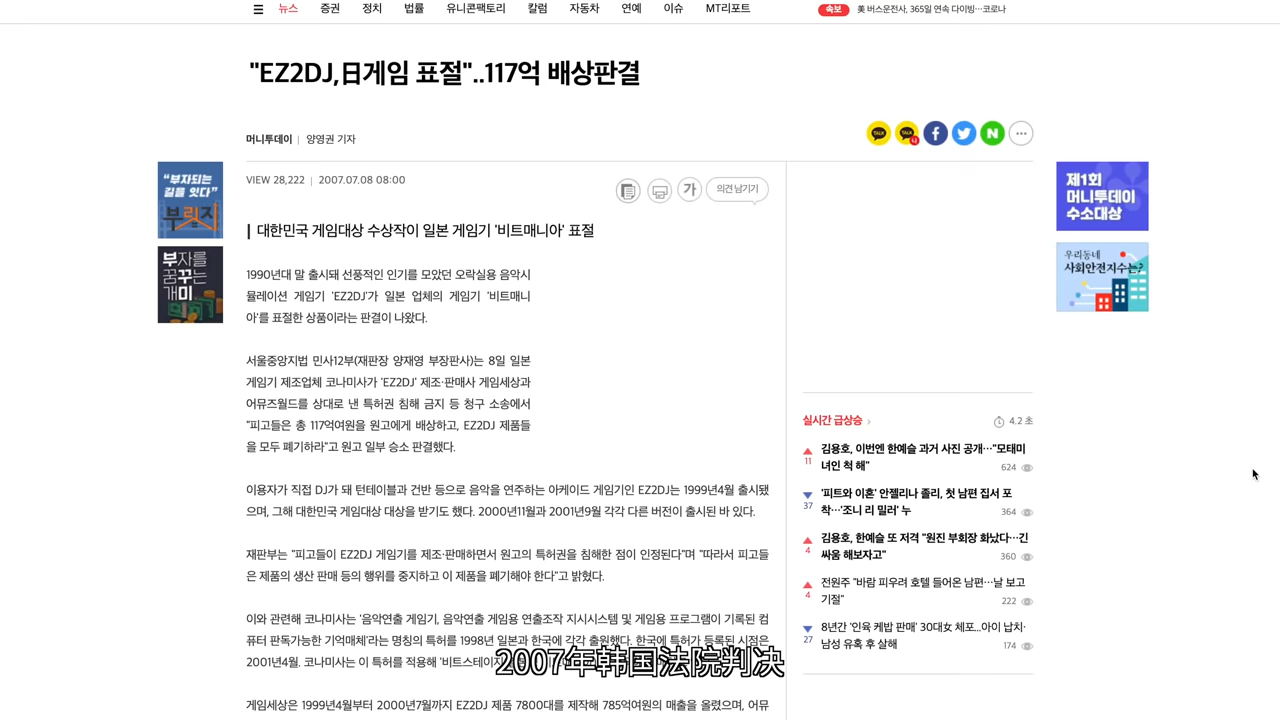 뉴스 증권 정치 법률 유니콘팩토리 칼럼 자동차 연예 이슈 MT리포트
속보 美 버스운전사, 365일 연속 다이빙…코로나
"EZ2DJ,日게임 표절"..117억 배상판결
머니투데이 | 양영권 기자
VIEW 28,222 | 2007.07.08 08:00
가 의견 남기기
대한민국 게임대상 수상작이 일본 게임기 '비트매니아' 표절
1990년대 말 출시돼 선풍적인 인기를 모았던 오락실용 음악시
뮬레이션 게임기 'EZ2DJ'가 일본 업체의 게임기 '비트매니
아'를 표절한 상품이라는 판결이 나왔다.
서울중앙지법 민사12부(재판장 양재영 부장판사)는 8일 일본
게임기 제조업체 코나미사가 'EZ2DJ' 제조·판매사 게임세상과
어뮤즈월드를 상대로 낸 특허권 침해 금지 등 청구 소송에서
"피고들은 총 117억여원을 원고에게 배상하고, EZ2DJ 제품들
을 모두 폐기하라"고 원고 일부 승소 판결했다.
이용자가 직접 DJ가 돼 턴테이블과 건반 등으로 음악을 연주하는 아케이드 게임기인 EZ2DJ는 1999년4월 출시됐
으며, 그해 대한민국 게임대상 대상을 받기도 했다. 2000년11월과 2001년9월 각각 다른 버전이 출시된 바 있다.
재판부는 "피고들이 EZ2DJ 게임기를 제조·판매하면서 원고의 특허권을 침해한 점이 인정된다"며 "따라서 피고들
은 제품의 생산 판매 등의 행위를 중지하고 이 제품을 폐기해야 한다"고 밝혔다.
이와 관련해 코나미사는 '음악연출 게임기, 음악연출 게임용 연출조작 지시시스템 및 게임용 프로그램이 기록된 컴
퓨터 판독가능한 기억매체'라는 명칭의 특허를 1998년 일본과 한국에 각각 출원했다. 한국에 특허가 등록된 시점은
2001년4월. 코나미사는 이 특허를 적용해 '비트스테이지
2007年韩国法院判决
게임세상은 1999년4월부터 2000년7월까지 EZ2DJ 제품 7800대를 제작해 785억여원의 매출을 올렸으며, 어뮤
"부자되는
길을 잇다"
부릿지
부자를
꿈꾸는
개미
제1회
머니투데이
수소대상
우리동네
사회안전지수는?
실시간 급상승 › 4.2 초
11 김용호, 이번엔 한예슬 과거 사진 공개…"모태미
녀인 척 해" 624
37 '피트와 이혼' 안젤리나 졸리, 첫 남편 집서 포
착…'조니 리 밀러' 누 364
4 김용호, 한예슬 또 저격 "원진 부회장 화났다…긴
싸움 해보자고" 360
4 전원주 "바람 피우려 호텔 들어온 남편…날 보고
기절" 222
27 8년간 '인육 케밥 판매' 30대女 체포...아이 납치·
남성 유혹 후 살해 174